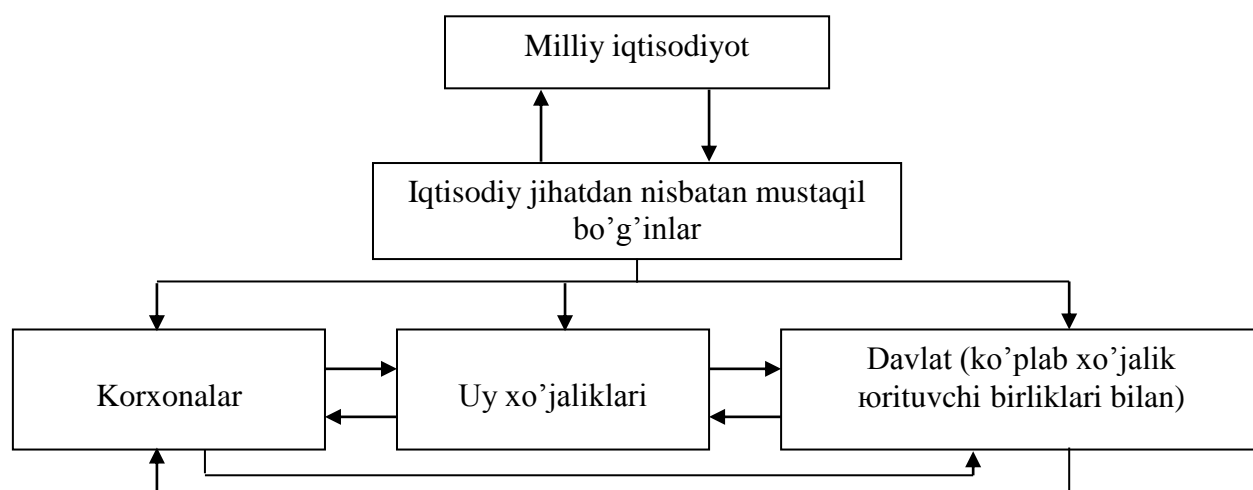 Milliy iqtisodiyot
Iqtisodiy jihatdan nisbatan mustaqil
bo’g’inlar
Korxonalar
Uy xo’jaliklari
Davlat (ko’plab xo’jalik
юrituvchi birliklari bilan)